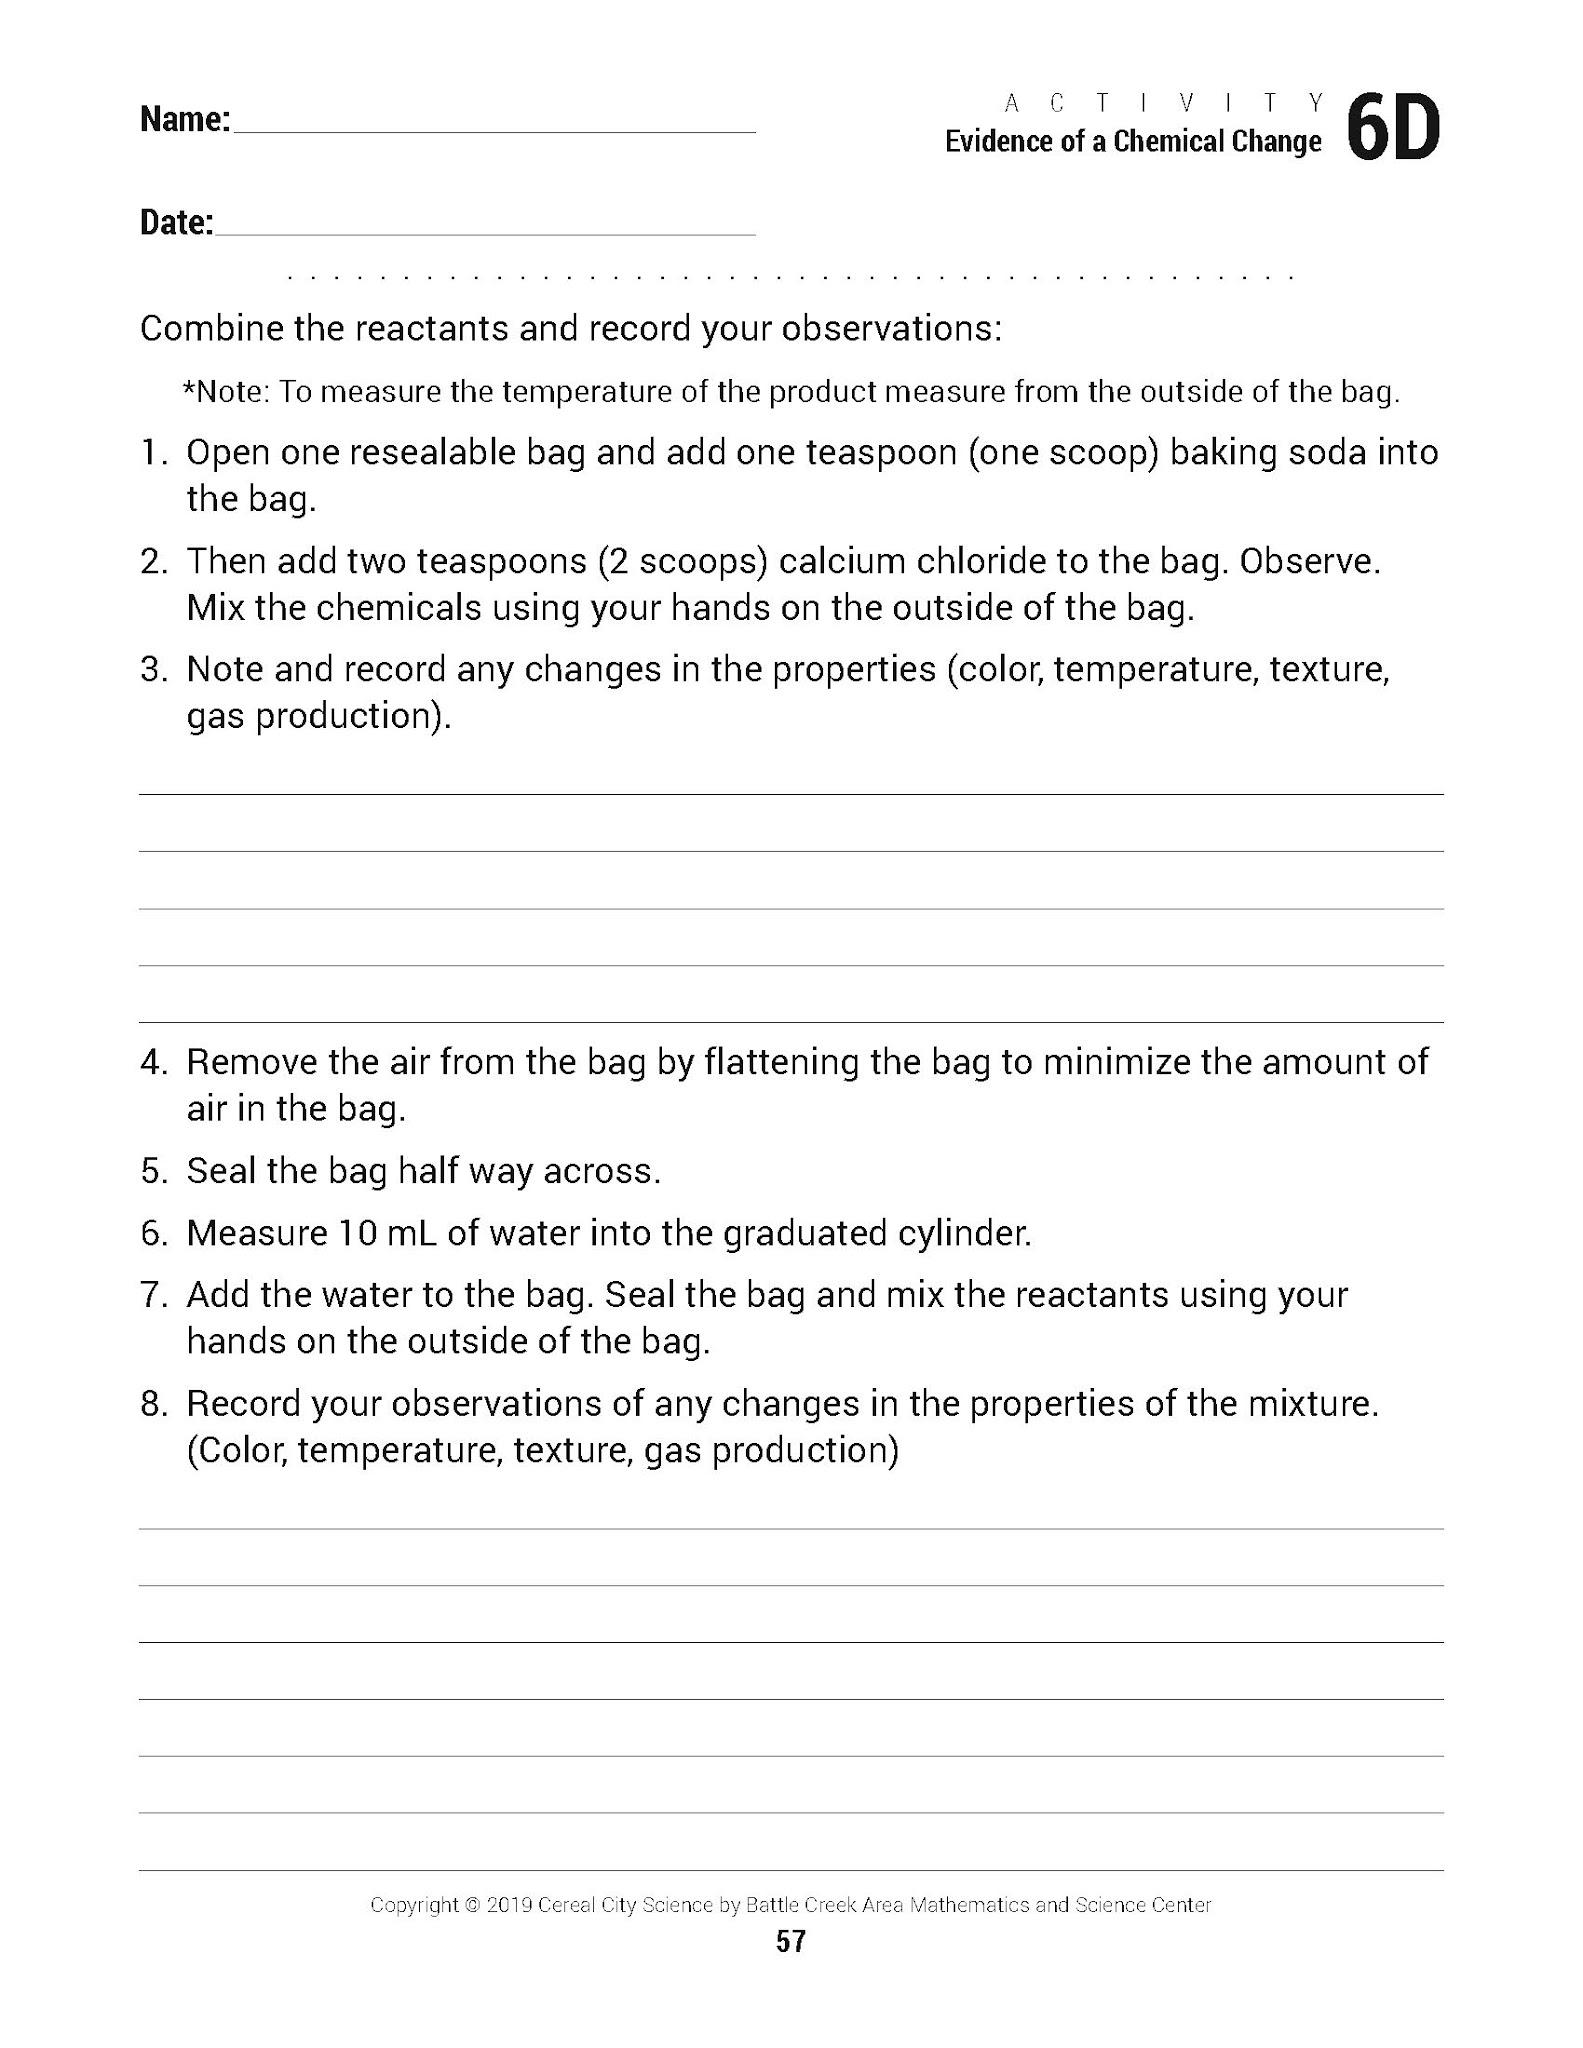 Name:
ACTIVITY
Evidence of a Chemical Change
6D
Date:
Combine the reactants and record your observations:
*Note: To measure the temperature of the product measure from the outside of the bag.
1. Open one resealable bag and add one teaspoon (one scoop) baking soda into
the bag.
2. Then add two teaspoons (2 scoops) calcium chloride to the bag. Observe.
Mix the chemicals using your hands on the outside of the bag.
3. Note and record any changes in the properties (color, temperature, texture,
gas production).
4. Remove the air from the bag by flattening the bag to minimize the amount of
air in the bag.
5. Seal the bag half way across.
6. Measure 10 mL of water into the graduated cylinder.
7. Add the water to the bag. Seal the bag and mix the reactants using your
hands on the outside of the bag.
8. Record your observations of any changes in the properties of the mixture.
(Color, temperature, texture, gas production)
Copyright © 2019 Cereal City Science by Battle Creek Area Mathematics and Science Center
57